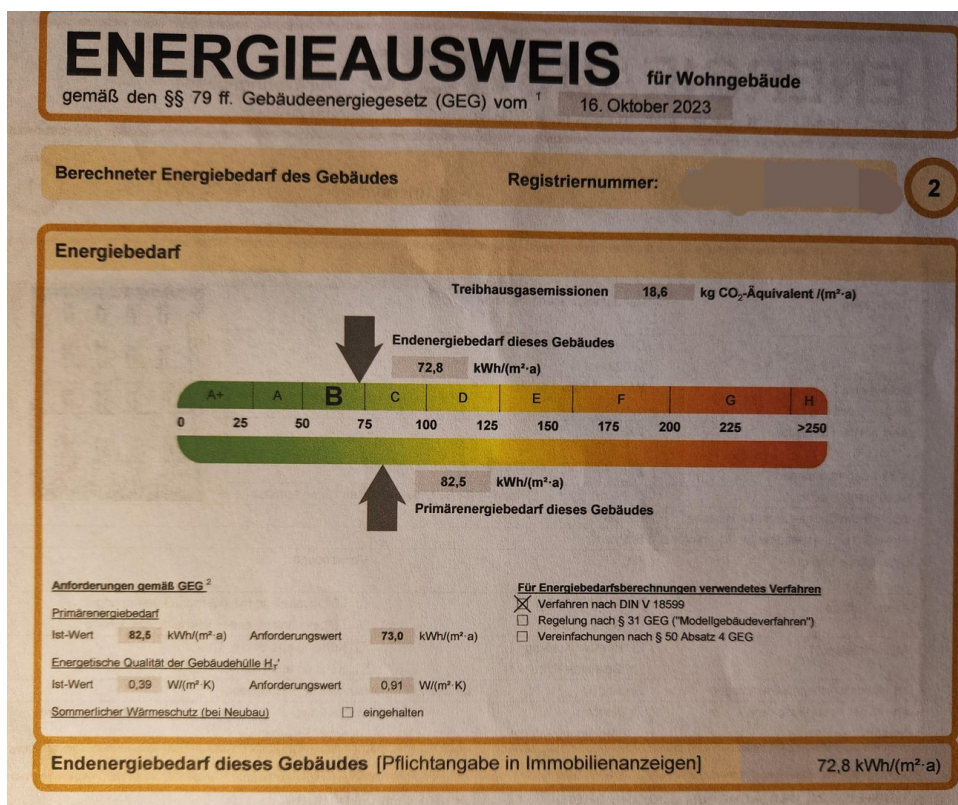 ENERGIEAUSWEIS für Wohngebäude
gemäß den §§ 79 ff. Gebäudeenergiegesetz (GEG) vom ¹ 16. Oktober 2023
Berechneter Energiebedarf des Gebäudes Registriernummer: 2
Energiebedarf
Treibhausgasemissionen 18,6 kg CO₂-Äquivalent /(m²·a)
Endenergiebedarf dieses Gebäudes
72,8 kWh/(m²·a)
A+ A B C D E F G H
0 25 50 75 100 125 150 175 200 225 >250
82,5 kWh/(m²·a)
Primärenergiebedarf dieses Gebäudes
Anforderungen gemäß GEG ² Für Energiebedarfsberechnungen verwendetes Verfahren
Primärenergiebedarf ☒ Verfahren nach DIN V 18599
Ist-Wert 82,5 kWh/(m²·a) Anforderungswert 73,0 kWh/(m²·a) ☐ Regelung nach § 31 GEG ("Modellgebäudeverfahren")
☐ Vereinfachungen nach § 50 Absatz 4 GEG
Energetische Qualität der Gebäudehülle H_T'
Ist-Wert 0,39 W/(m²·K) Anforderungswert 0,91 W/(m²·K)
Sommerlicher Wärmeschutz (bei Neubau) ☐ eingehalten
Endenergiebedarf dieses Gebäudes [Pflichtangabe in Immobilienanzeigen] 72,8 kWh/(m²·a)